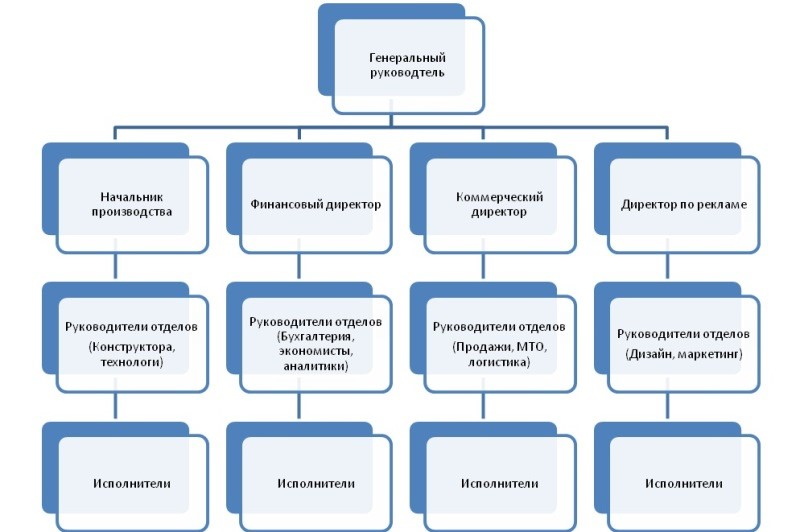 Генеральный
руководтель
Начальник
производства
Финансовый директор
Коммерческий
директор
Директор по рекламе
Руководители отделов
(Конструктора,
технологи)
Руководители отделов
(Бухгалтерия,
экономисты,
аналитики)
Руководители отделов
(Продажи, МТО,
логистика)
Руководители отделов
(Дизайн, маркетинг)
Исполнители
Исполнители
Исполнители
Исполнители